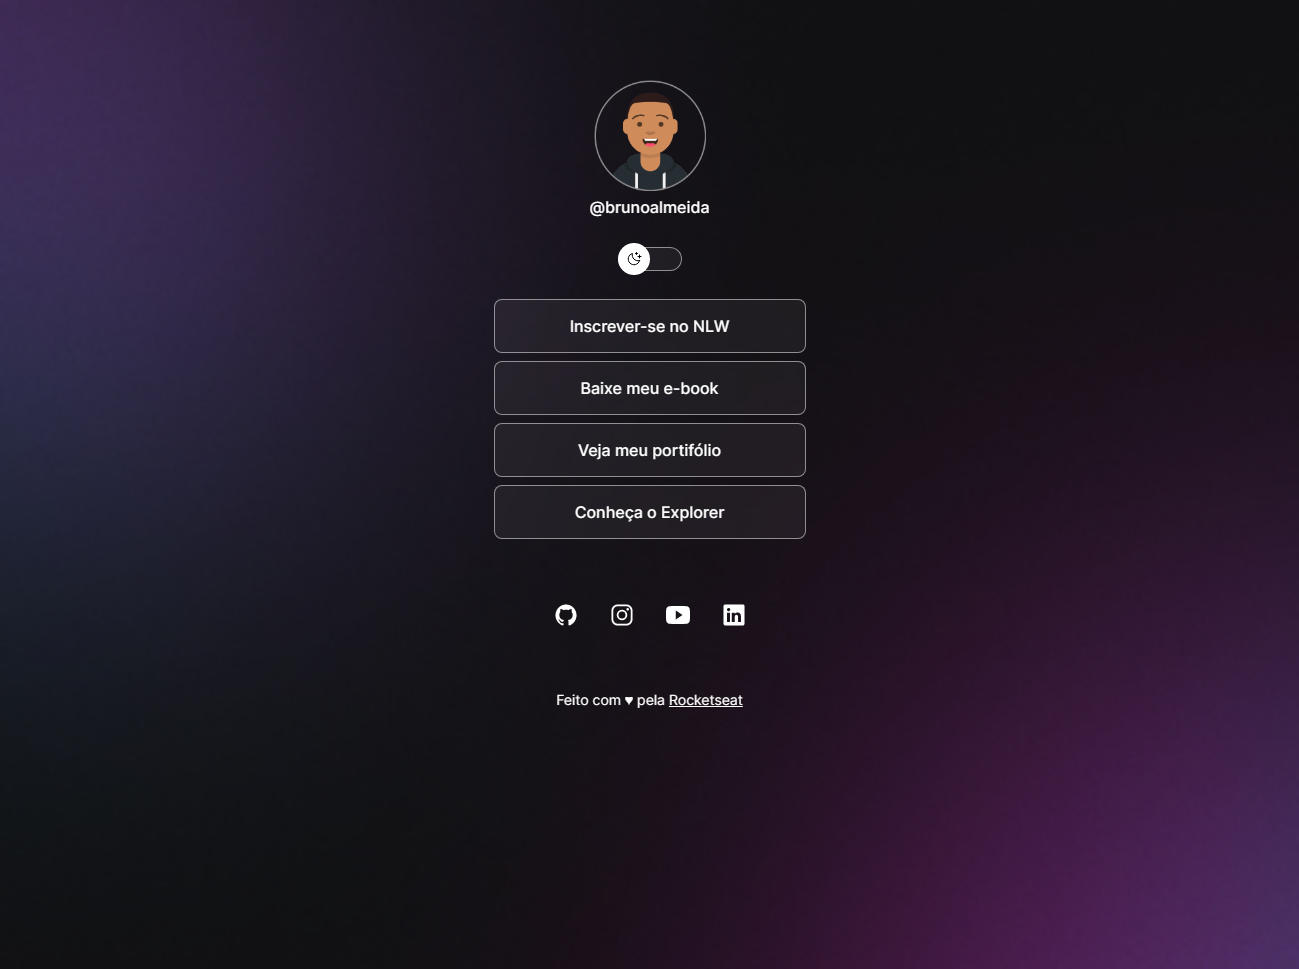 @brunoalmeida
Inscrever-se no NLW
Baixe meu e-book
Veja meu portifólio
Conheça o Explorer
Feito com ♥ pela Rocketseat